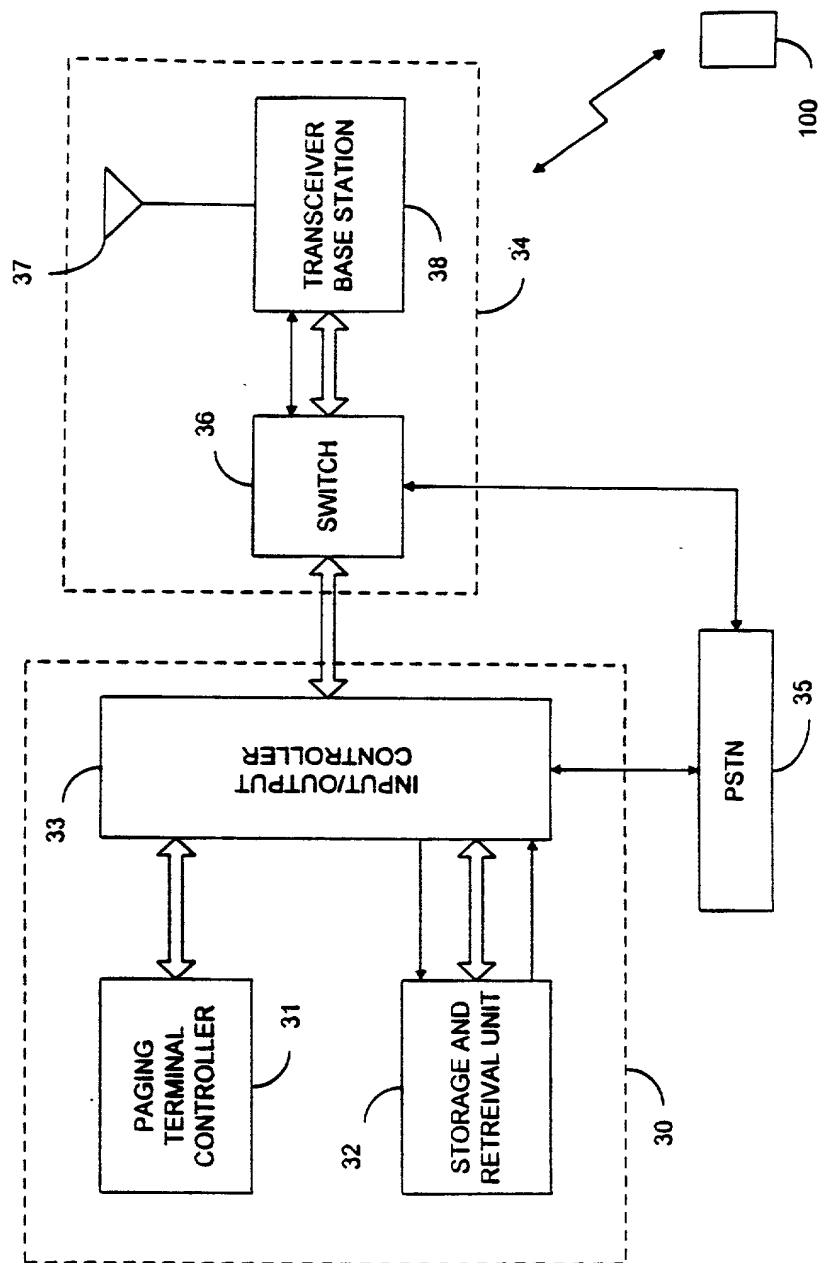 37
TRANSCEIVER
BASE STATION
38
34
100
36
SWITCH
33
INPUT/OUTPUT
CONTROLLER
35
PSTN
PAGING
TERMINAL
CONTROLLER
31
32
STORAGE AND
RETREIVAL UNIT
30